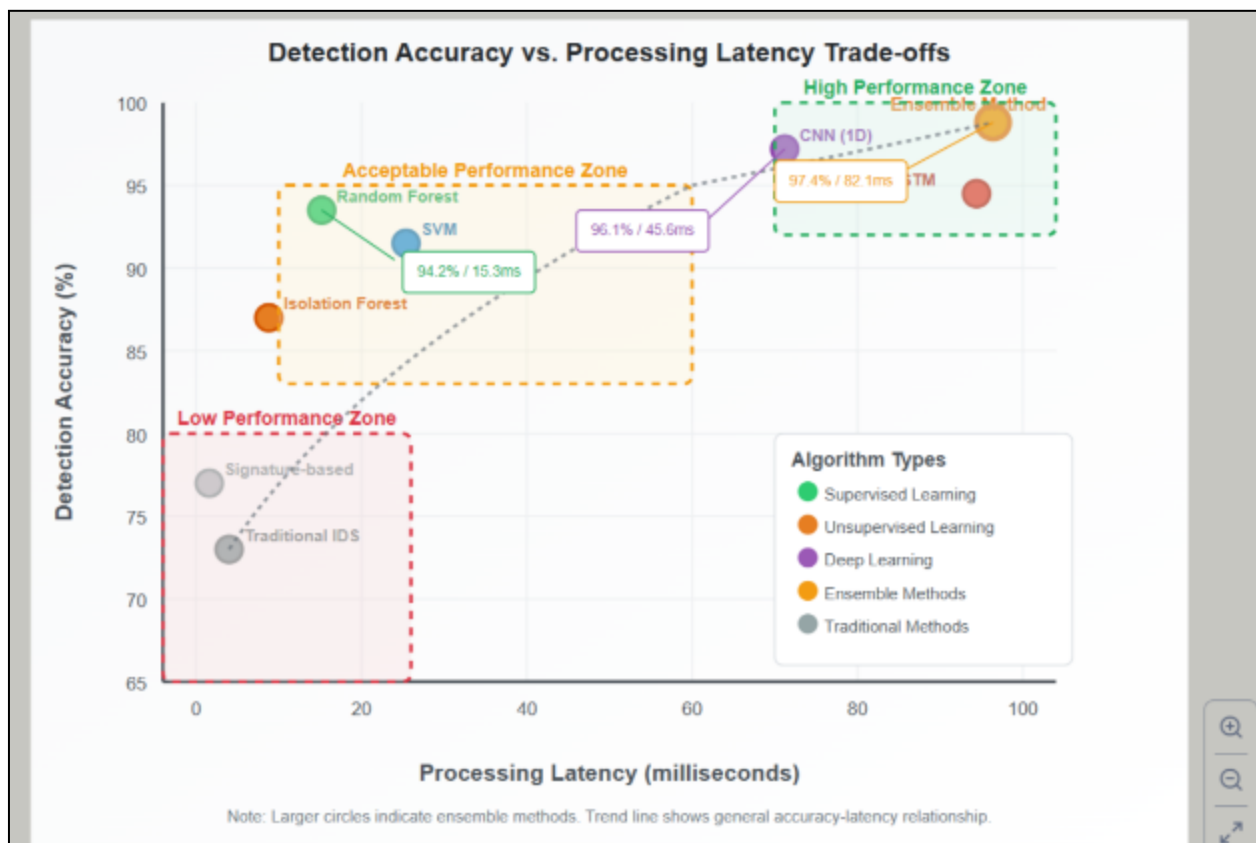 Detection Accuracy vs. Processing Latency Trade-offs
High Performance Zone
Ensemble Method
CNN (1D)
97.4% / 82.1ms
STM
Acceptable Performance Zone
Random Forest
SVM
96.1% / 45.6ms
94.2% / 15.3ms
Isolation Forest
Low Performance Zone
Signature-based
Traditional IDS
Detection Accuracy (%)
100
95
90
85
80
75
70
65
0 20 40 60 80 100
Processing Latency (milliseconds)
Algorithm Types
Supervised Learning
Unsupervised Learning
Deep Learning
Ensemble Methods
Traditional Methods
Note: Larger circles indicate ensemble methods. Trend line shows general accuracy-latency relationship.